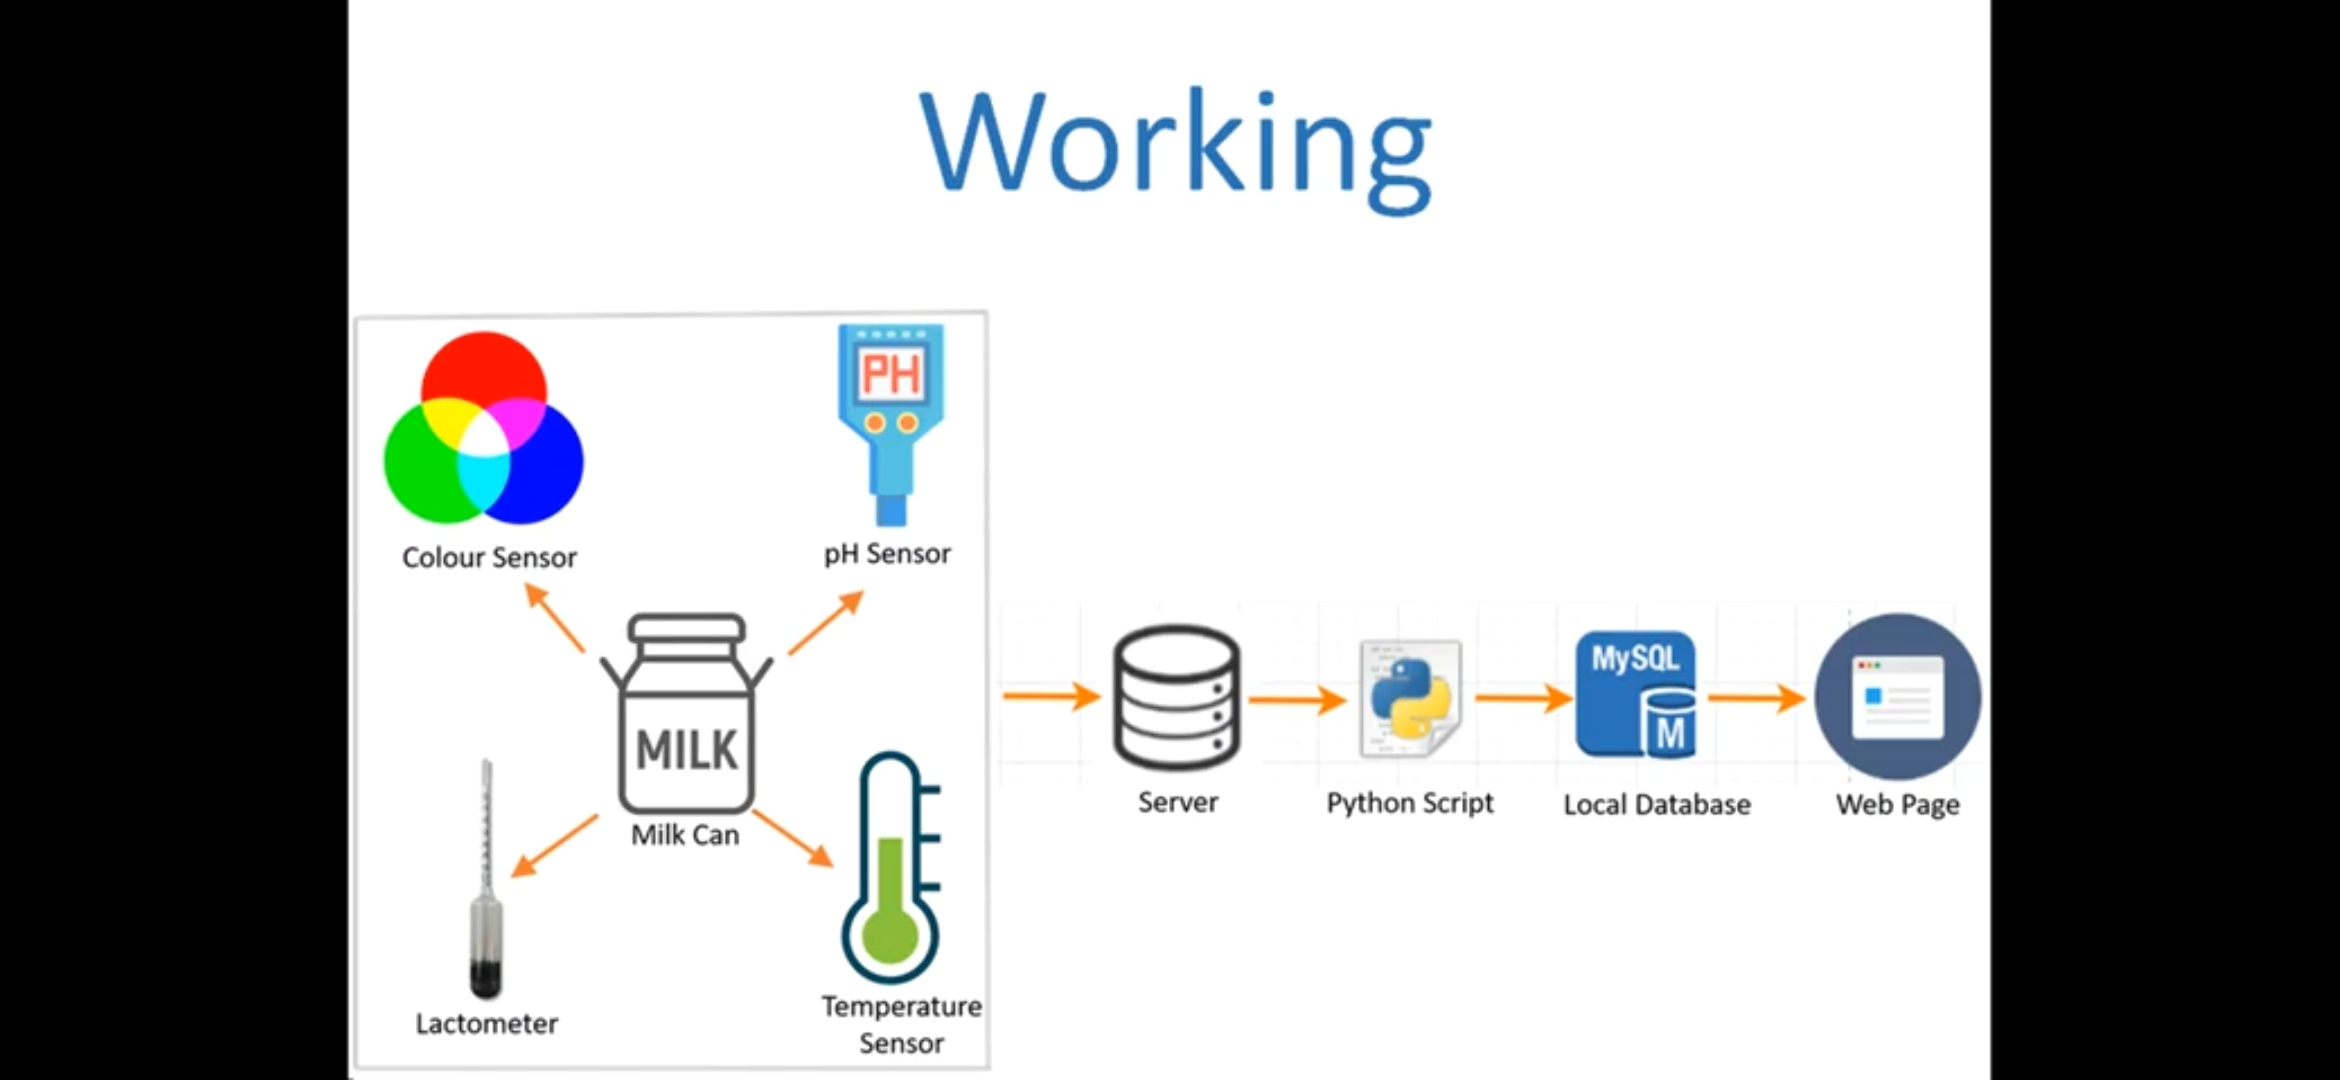 Working
PH
Colour Sensor
pH Sensor
MILK
Milk Can
Lactometer
Temperature
Sensor
Server
Python Script
MySQL
M
Local Database
Web Page